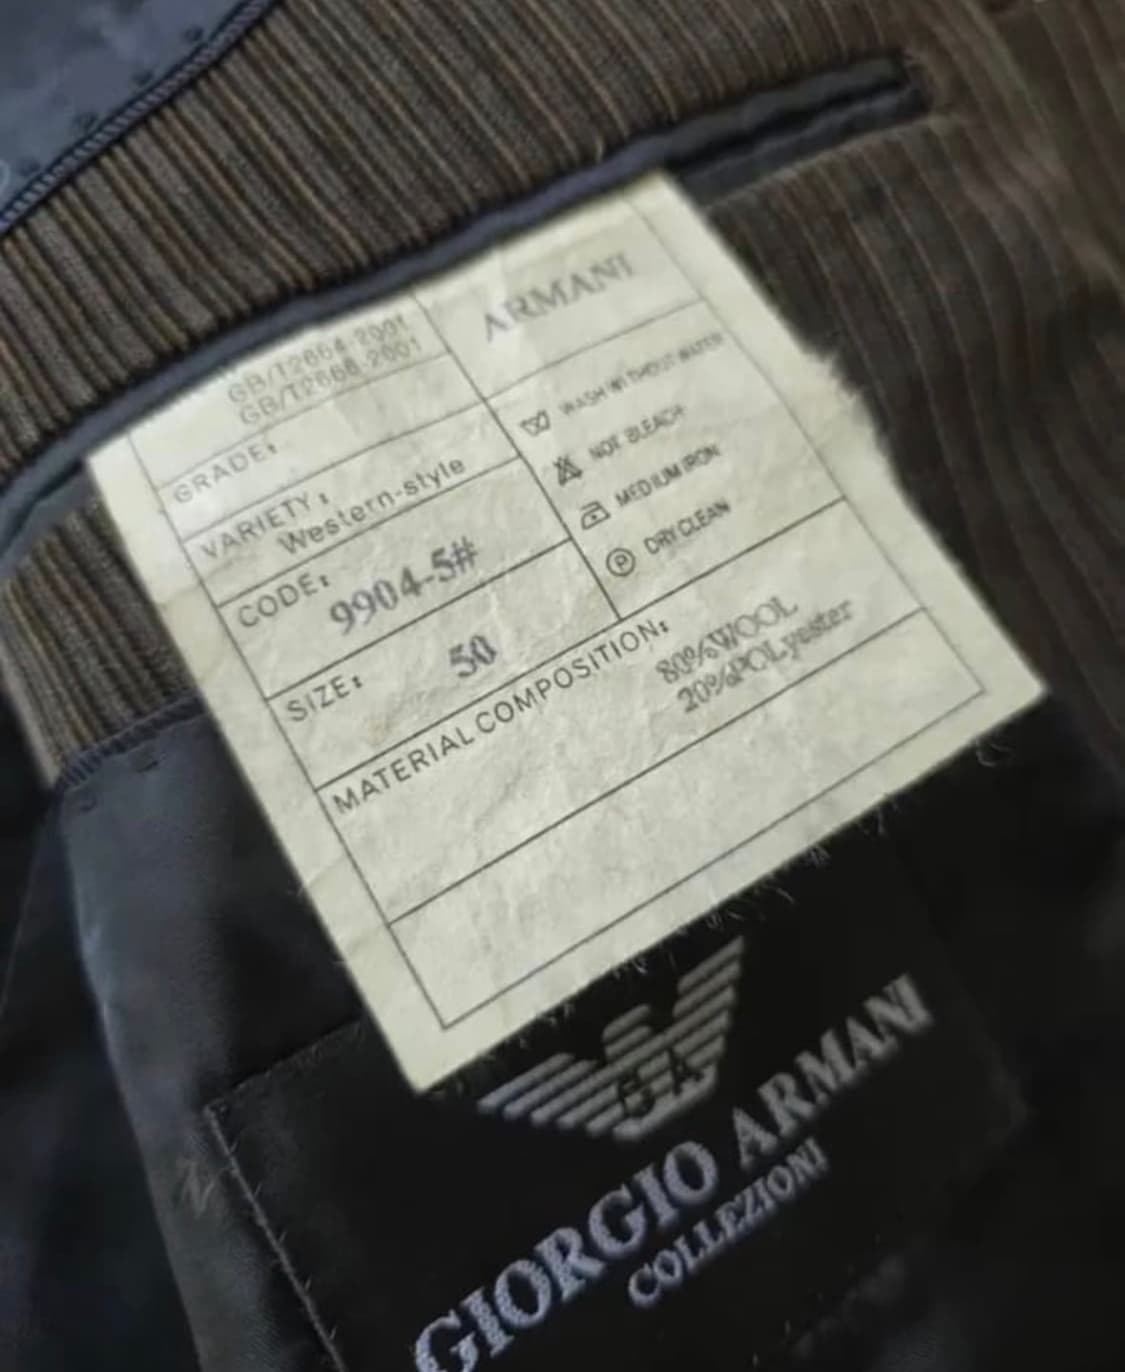 GB/T2664-2001
GB/T2668-2001
GRADE:
VARIETY:
Western-style
CODE:
9904-5#
SIZE: 50
ARMANI
WASH WITHOUT WATER
NOT BLEACH
MEDIUM IRON
P DRY CLEAN
MATERIAL COMPOSITION:
80%WOOL
20%POLyester
GA
GIORGIO ARMANI
COLLEZIONI